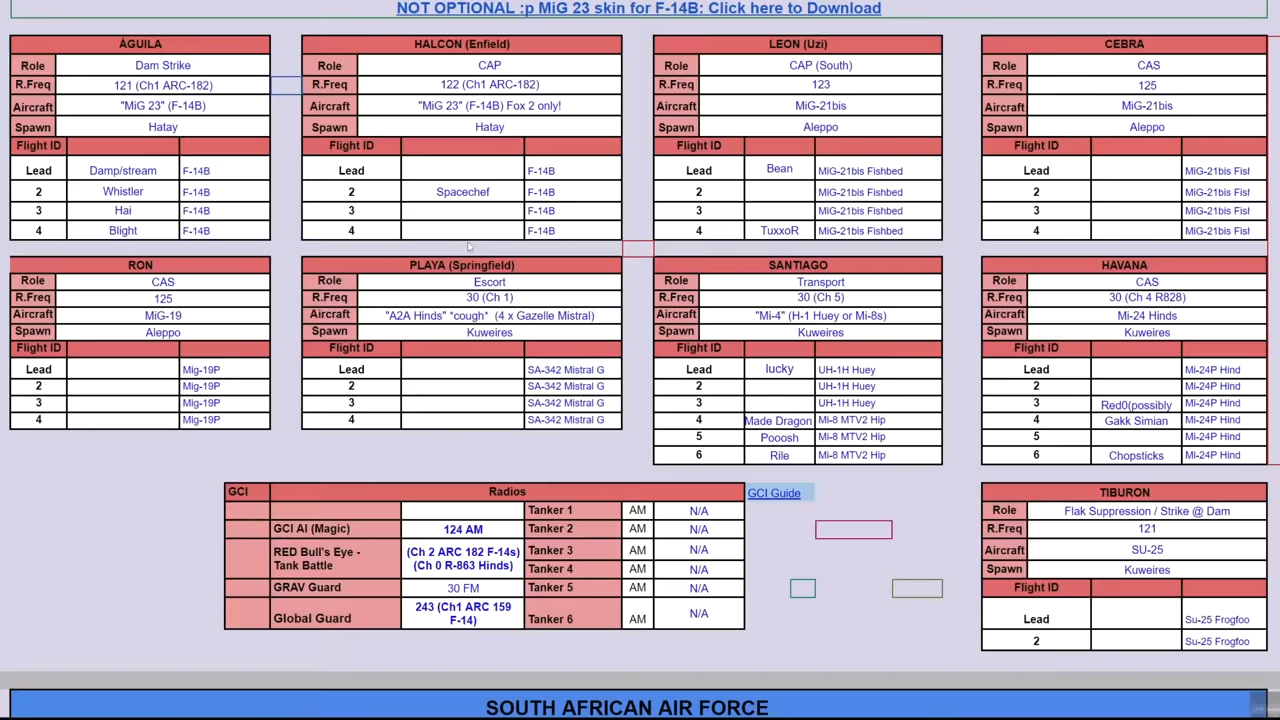 NOT OPTIONAL :p MiG 23 skin for F-14B: Click here to Download
ÁGUILA
Role Dam Strike
R.Freq 121 (Ch1 ARC-182)
Aircraft "MiG 23" (F-14B)
Spawn Hatay
Flight ID
Lead Damp/stream F-14B
2 Whistler F-14B
3 Hai F-14B
4 Blight F-14B
HALCON (Enfield)
Role CAP
R.Freq 122 (Ch1 ARC-182)
Aircraft "MiG 23" (F-14B) Fox 2 only!
Spawn Hatay
Flight ID
Lead F-14B
2 Spacechef F-14B
3 F-14B
4 F-14B
LEON (Uzi)
Role CAP (South)
R.Freq 123
Aircraft MiG-21bis
Spawn Aleppo
Flight ID
Lead Bean MiG-21bis Fishbed
2 MiG-21bis Fishbed
3 MiG-21bis Fishbed
4 TuxxoR MiG-21bis Fishbed
CEBRA
Role CAS
R.Freq 125
Aircraft MiG-21bis
Spawn Aleppo
Flight ID
Lead MiG-21bis Fisl
2 MiG-21bis Fisl
3 MiG-21bis Fisl
4 MiG-21bis Fisl
RON
Role CAS
R.Freq 125
Aircraft MiG-19
Spawn Aleppo
Flight ID
Lead Mig-19P
2 Mig-19P
3 Mig-19P
4 Mig-19P
PLAYA (Springfield)
Role Escort
R.Freq 30 (Ch 1)
Aircraft "A2A Hinds" *cough* (4 x Gazelle Mistral)
Spawn Kuweires
Flight ID
Lead SA-342 Mistral G
2 SA-342 Mistral G
3 SA-342 Mistral G
4 SA-342 Mistral G
SANTIAGO
Role Transport
R.Freq 30 (Ch 5)
Aircraft "Mi-4" (H-1 Huey or Mi-8s)
Spawn Kuweires
Flight ID
Lead lucky UH-1H Huey
2 UH-1H Huey
3 UH-1H Huey
4 Made Dragon Mi-8 MTV2 Hip
5 Pooosh Mi-8 MTV2 Hip
6 Rile Mi-8 MTV2 Hip
HAVANA
Role CAS
R.Freq 30 (Ch 4 R828)
Aircraft Mi-24 Hinds
Spawn Kuweires
Flight ID
Lead Mi-24P Hind
2 Mi-24P Hind
3 Red0(possibly Mi-24P Hind
4 Gakk Simian Mi-24P Hind
5 Mi-24P Hind
6 Chopsticks Mi-24P Hind
GCI Radios GCI Guide
Tanker 1 AM N/A
GCI AI (Magic) 124 AM Tanker 2 AM N/A
RED Bull's Eye - Tank Battle (Ch 2 ARC 182 F-14s) (Ch 0 R-863 Hinds) Tanker 3 AM N/A
Tanker 4 AM N/A
GRAV Guard 30 FM Tanker 5 AM N/A
Global Guard 243 (Ch1 ARC 159 F-14) Tanker 6 AM N/A
TIBURON
Role Flak Suppression / Strike @ Dam
R.Freq 121
Aircraft SU-25
Spawn Kuweires
Flight ID
Lead Su-25 Frogfoo
2 Su-25 Frogfoo
SOUTH AFRICAN AIR FORCE